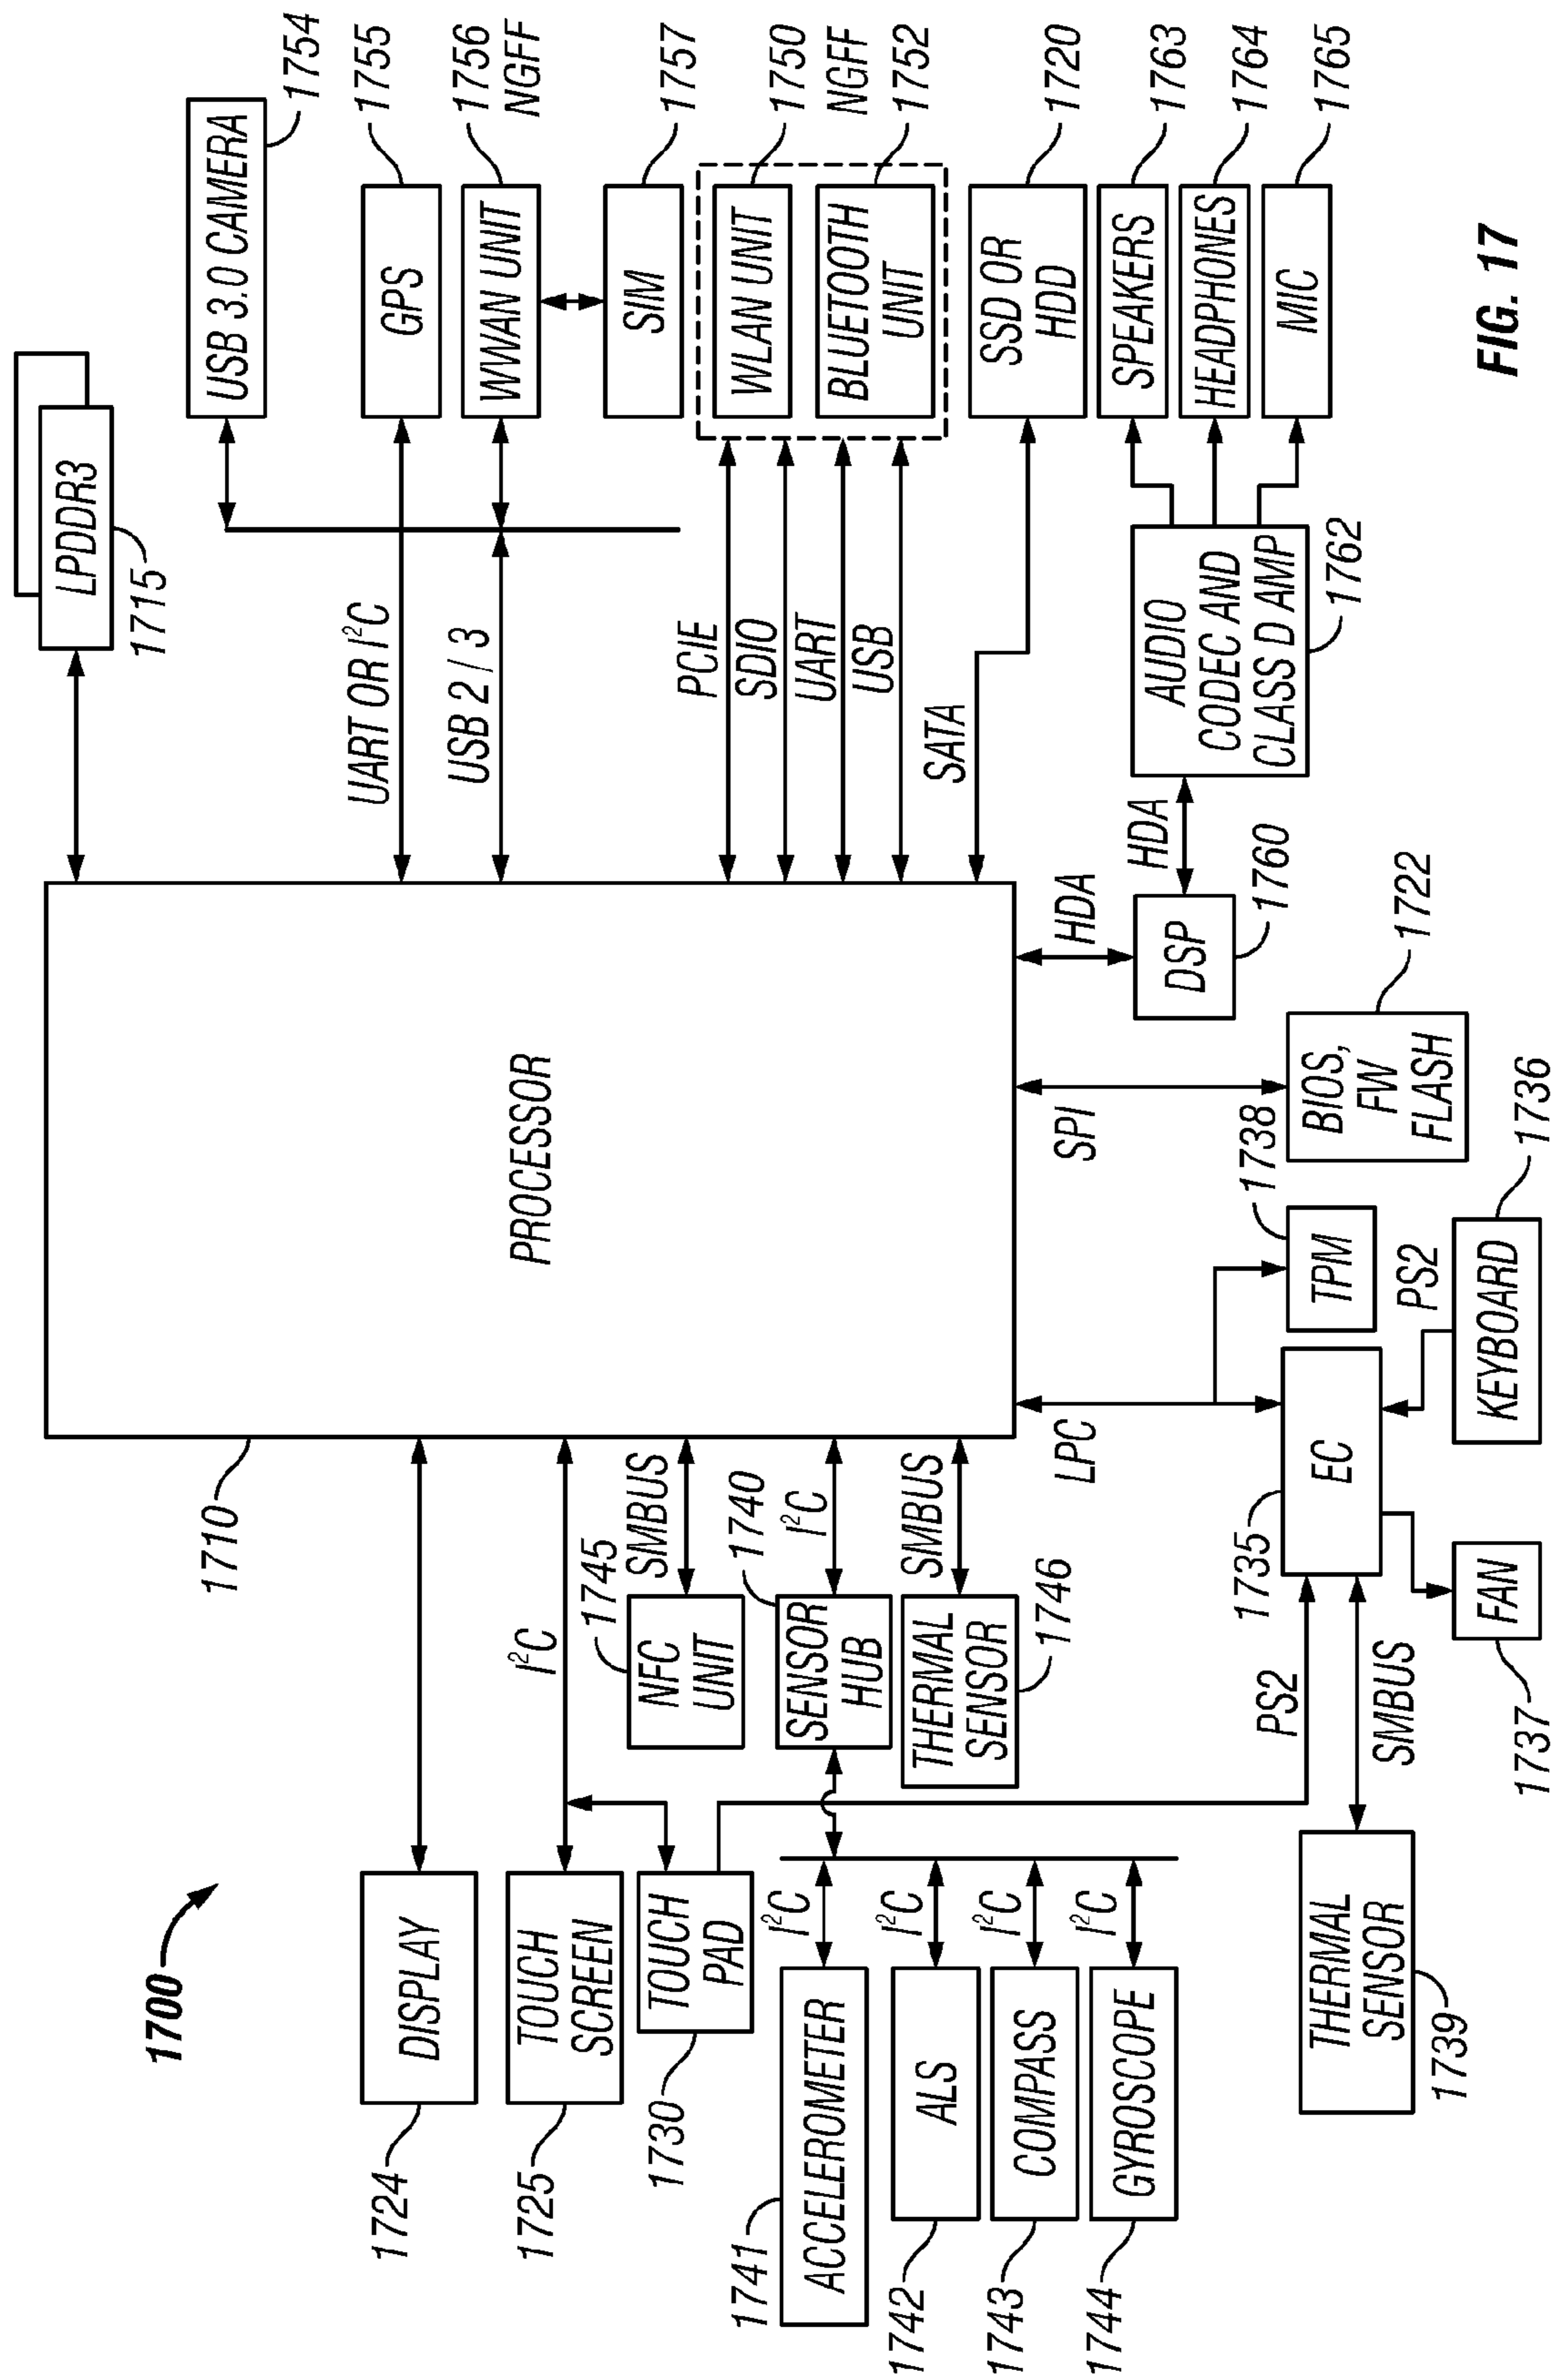 1700
DISPLAY
1724
TOUCH
SCREEN
1725
I²C
TOUCH
PAD
1730
1710
PROCESSOR
LPDDR3
1715
USB 3.0 CAMERA
1754
UART OR I²C
GPS
1755
USB 2 / 3
WWAN UNIT
1756
NGFF
SIM
1757
NFC
UNIT
1745
SMBUS
SENSOR
HUB
1740
I²C
THERMAL
SENSOR
1746
SMBUS
PCIE
SDIO
UART
USB
WLAN UNIT
1750
NGFF
BLUETOOTH
UNIT
1752
SATA
SSD OR
HDD
1720
ACCELEROMETER
1741
I²C
ALS
1742
I²C
COMPASS
1743
I²C
GYROSCOPE
1744
I²C
LPC
SPI
HDA
DSP
1760
HDA
AUDIO
CODEC AND
CLASS D AMP
1762
SPEAKERS
1763
HEADPHONES
1764
MIC
1765
PS2
THERMAL
SENSOR
1739
SMBUS
1735
EC
TPM
1738
BIOS,
FW
FLASH
1722
FAN
1737
PS2
KEYBOARD
1736
FIG. 17